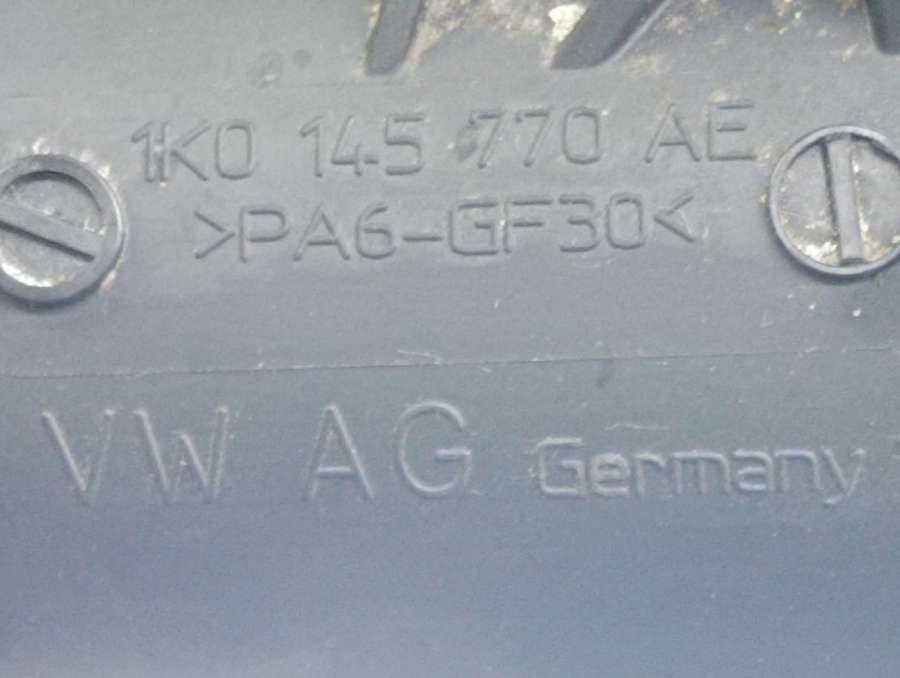 1K0 145 770 AE
>PA6-GF30<
VW AG Germany